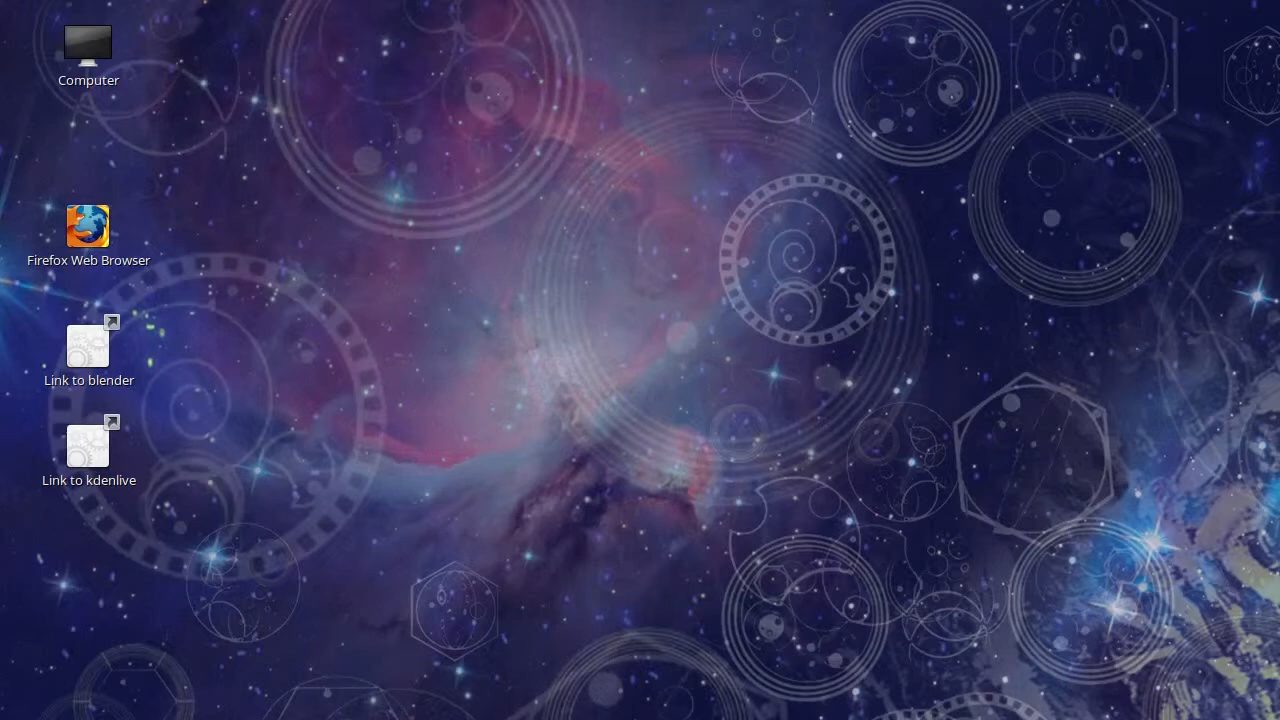 Computer
Firefox Web Browser
Link to blender
Link to kdenlive